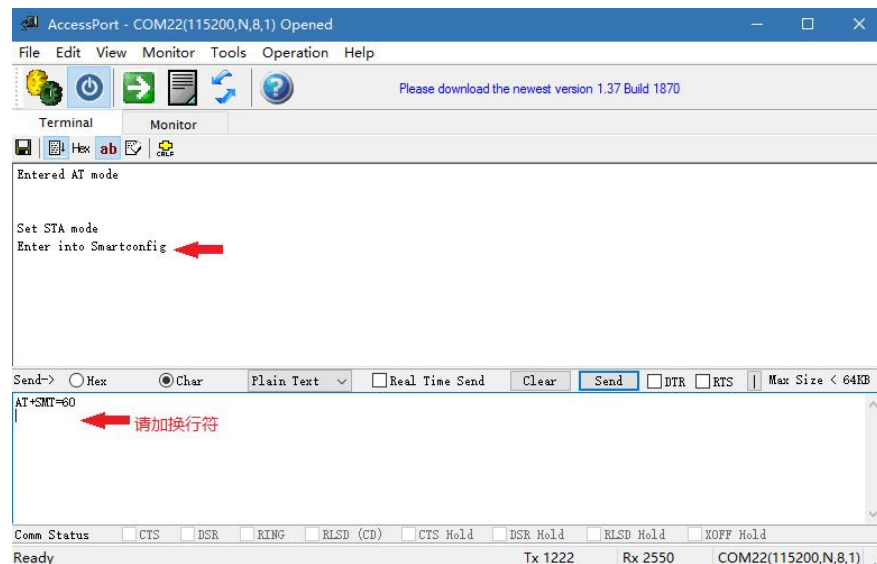 AccessPort - COM22(115200,N,8,1) Opened
File Edit View Monitor Tools Operation Help
Please download the newest version 1.37 Build 1870
Terminal Monitor
Hex ab CRLF
Entered AT mode
Set STA mode
Enter into Smartconfig
Send-> Hex Char Plain Text Real Time Send Clear Send DTR RTS | Max Size < 64KB
AT+SMT=60
请加换行符
Comm Status CTS DSR RING RLSD (CD) CTS Hold DSR Hold RLSD Hold XOFF Hold
Ready Tx 1222 Rx 2550 COM22(115200,N,8,1)